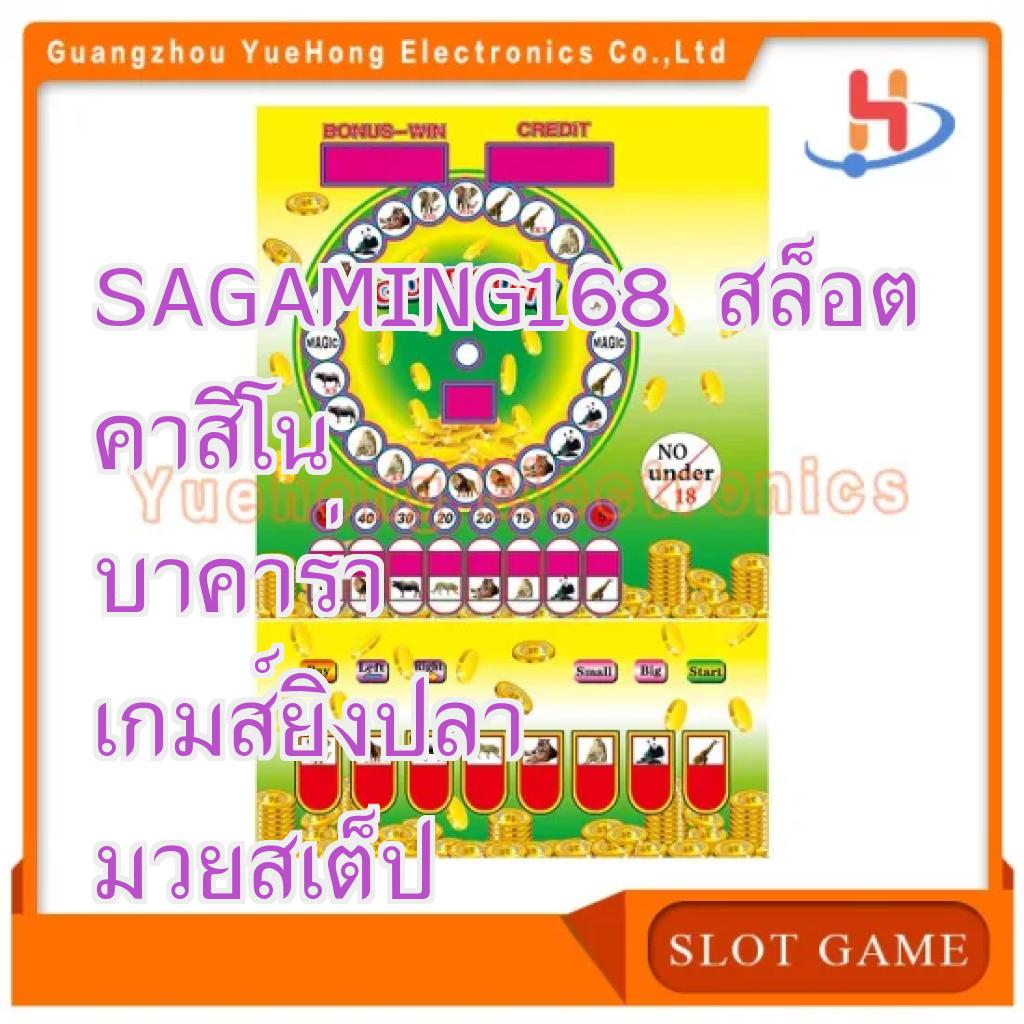 Guangzhou YueHong Electronics Co.,Ltd
BONUS-WIN CREDIT
SAGAMING168 สล็อต
MAGIC MAGIC
คาสิโน
NO
under
18
Yuehong Electronics
40 30 20 20 15 10 5
บาคาร่า
Left Right Small Big Start
เกมส์ยิงปลา
มวยสเต็ป
SLOT GAME